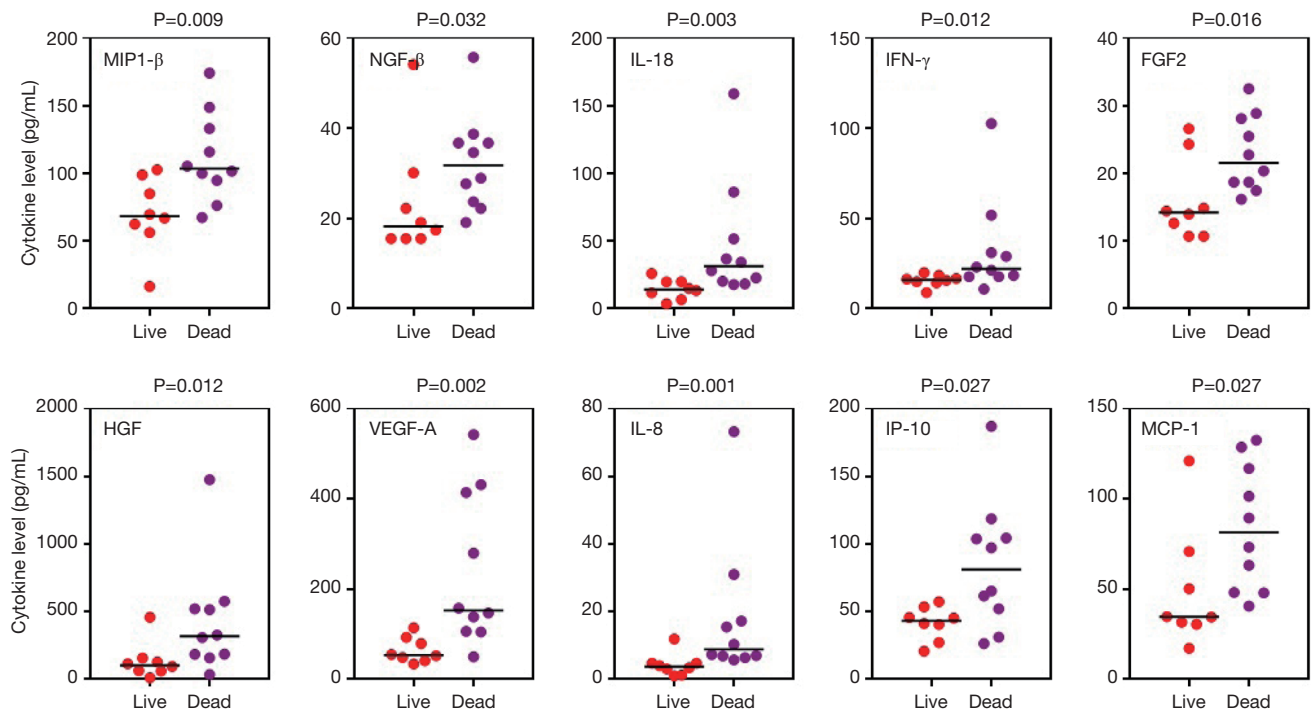 P=0.009 P=0.032 P=0.003 P=0.012 P=0.016
Cytokine level (pg/mL)
MIP1-β NGF-β IL-18 IFN-γ FGF2
200 60 200 150 40
150 40 150 100 30
100 20 100 50 20
50 0 50 0 10
0 0 0
Live Dead Live Dead Live Dead Live Dead Live Dead
P=0.012 P=0.002 P=0.001 P=0.027 P=0.027
Cytokine level (pg/mL)
HGF VEGF-A IL-8 IP-10 MCP-1
2000 600 80 200 150
1500 400 60 150 100
1000 200 40 100 50
500 0 20 50 0
0 0 0
Live Dead Live Dead Live Dead Live Dead Live Dead